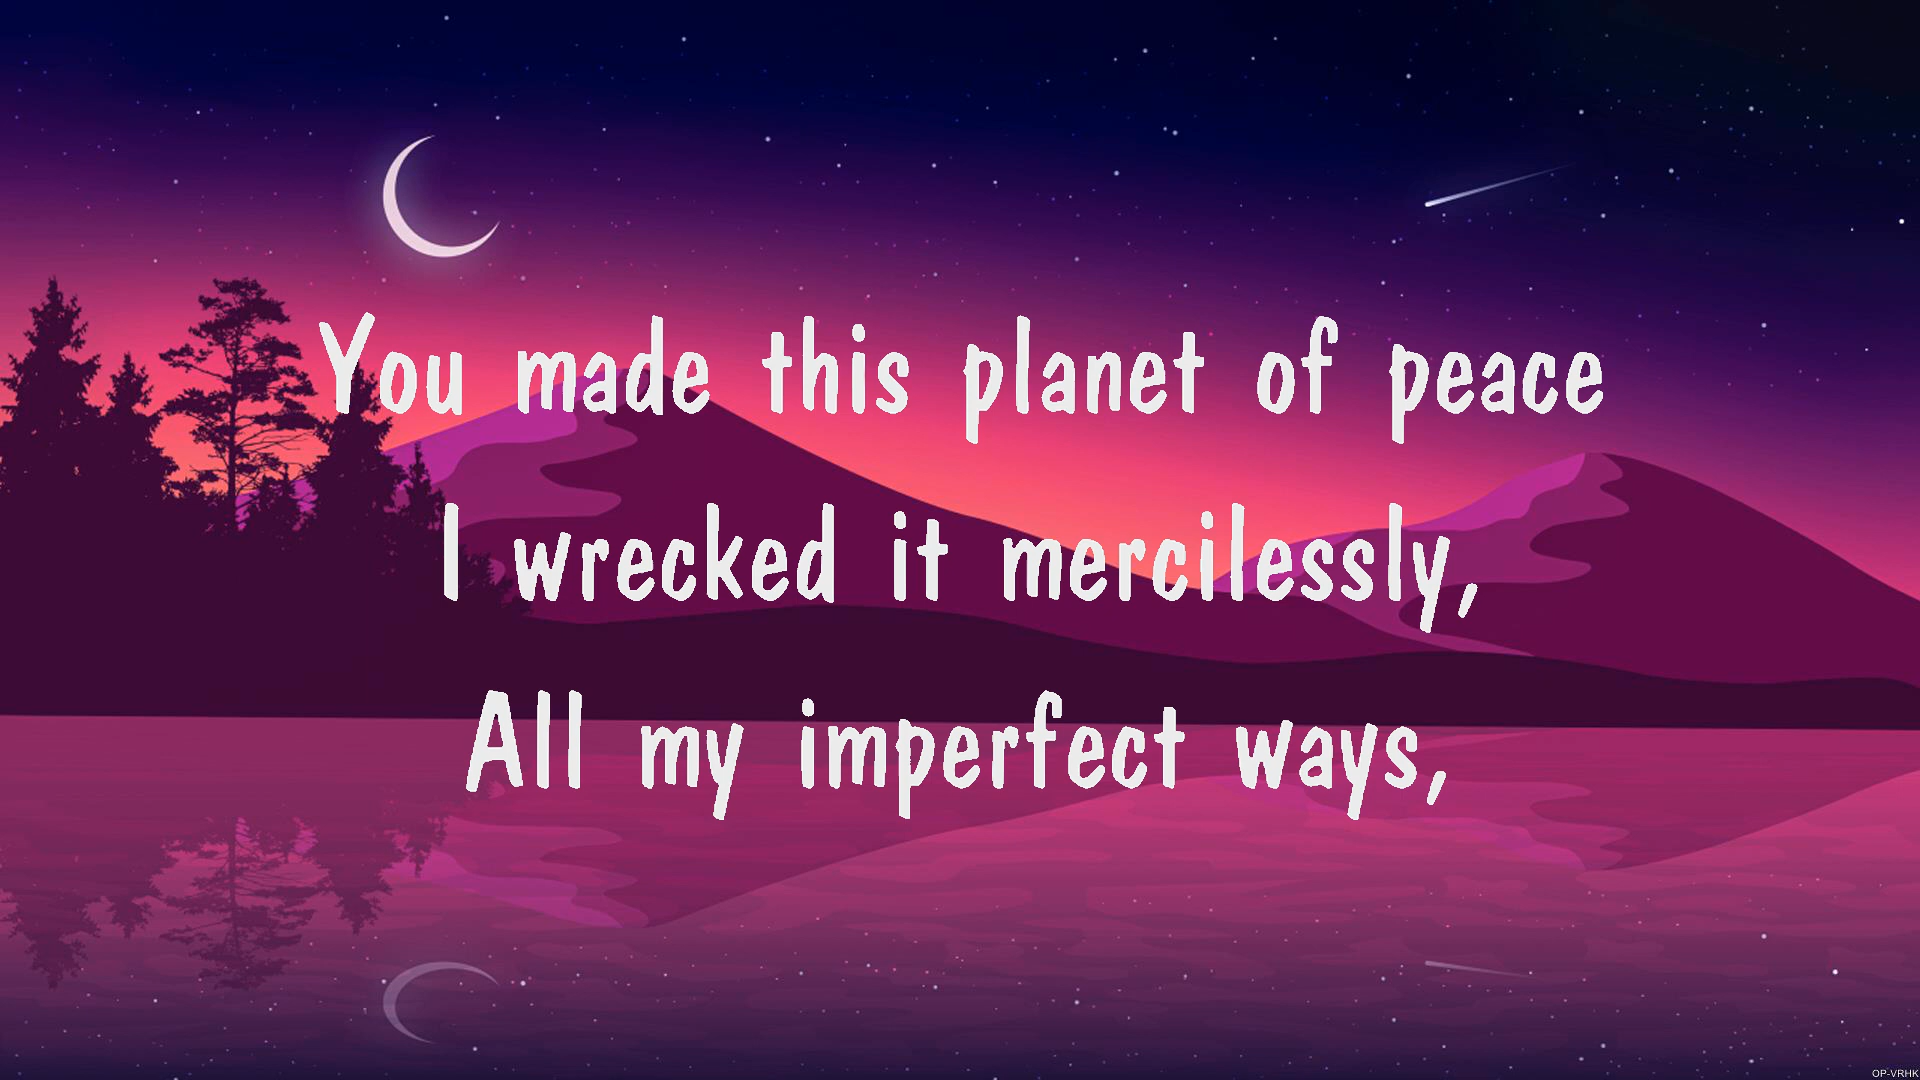 You made this planet of peace
I wrecked it mercilessly,
All my imperfect ways,
OP-VRHK